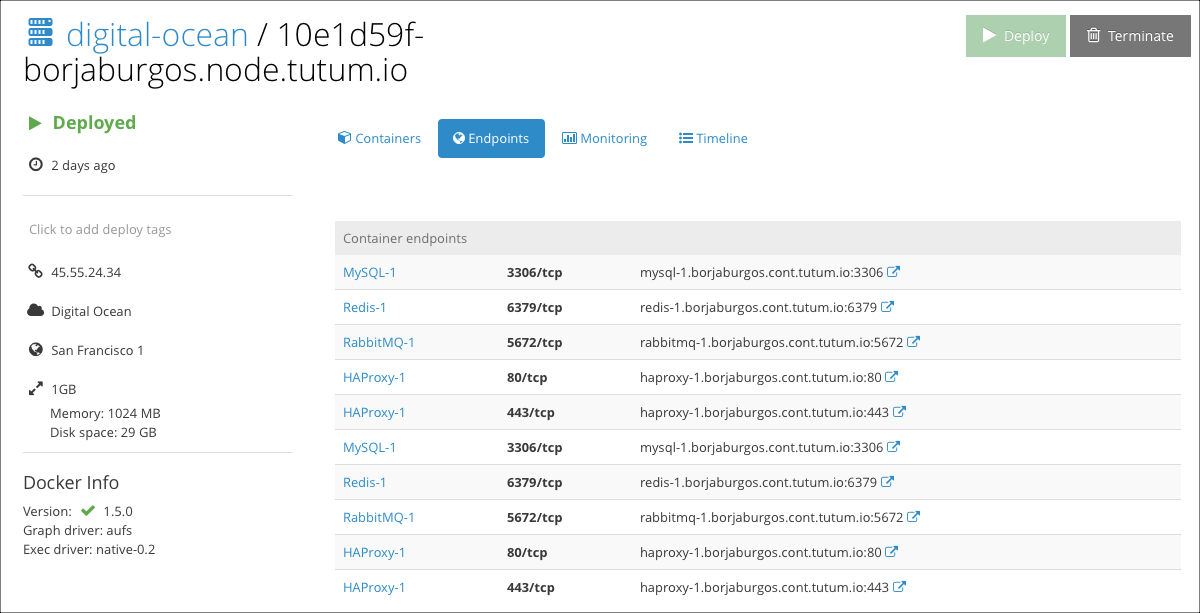 digital-ocean / 10e1d59f-
borjaburgos.node.tutum.io
Deploy
Terminate
Deployed
2 days ago
Click to add deploy tags
45.55.24.34
Digital Ocean
San Francisco 1
1GB
Memory: 1024 MB
Disk space: 29 GB
Docker Info
Version: 1.5.0
Graph driver: aufs
Exec driver: native-0.2
Containers Endpoints Monitoring Timeline
Container endpoints
MySQL-1 3306/tcp mysql-1.borjaburgos.cont.tutum.io:3306
Redis-1 6379/tcp redis-1.borjaburgos.cont.tutum.io:6379
RabbitMQ-1 5672/tcp rabbitmq-1.borjaburgos.cont.tutum.io:5672
HAProxy-1 80/tcp haproxy-1.borjaburgos.cont.tutum.io:80
HAProxy-1 443/tcp haproxy-1.borjaburgos.cont.tutum.io:443
MySQL-1 3306/tcp mysql-1.borjaburgos.cont.tutum.io:3306
Redis-1 6379/tcp redis-1.borjaburgos.cont.tutum.io:6379
RabbitMQ-1 5672/tcp rabbitmq-1.borjaburgos.cont.tutum.io:5672
HAProxy-1 80/tcp haproxy-1.borjaburgos.cont.tutum.io:80
HAProxy-1 443/tcp haproxy-1.borjaburgos.cont.tutum.io:443